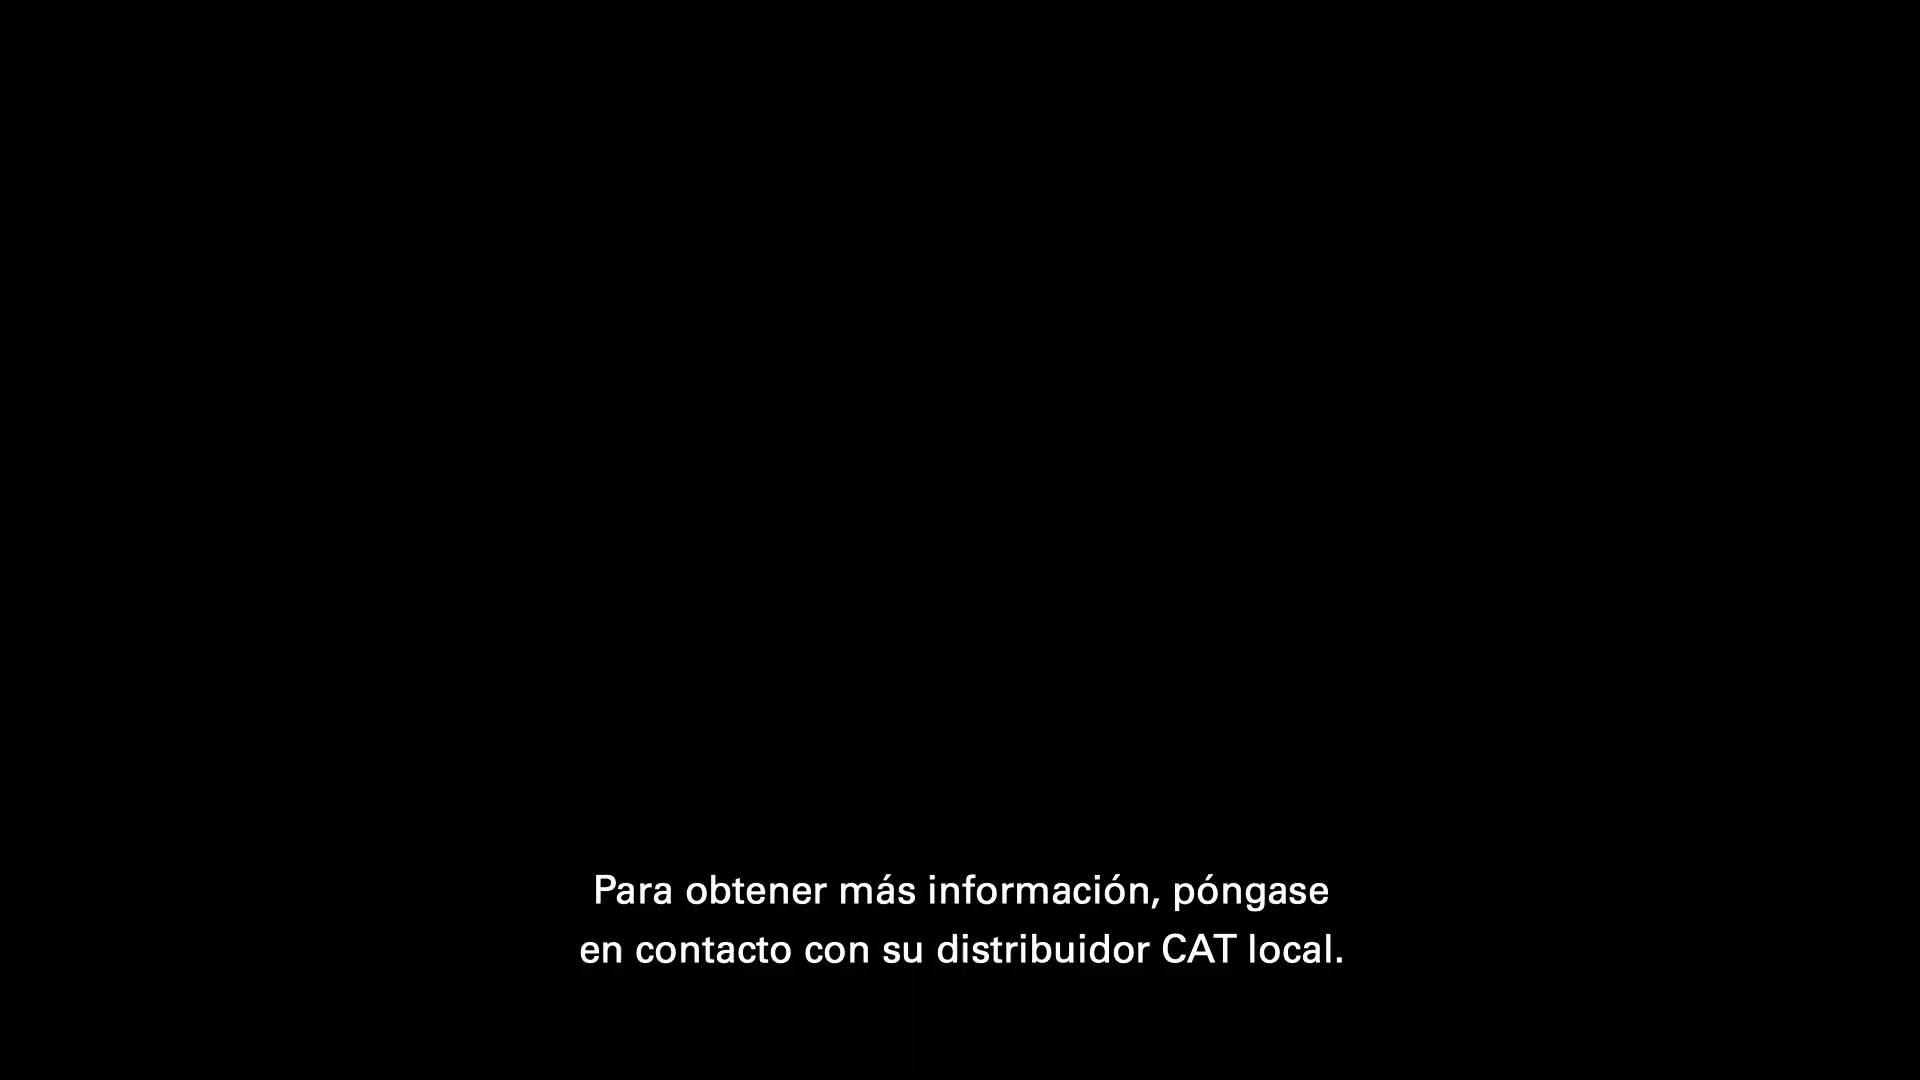 Para obtener más información, póngase
en contacto con su distribuidor CAT local.